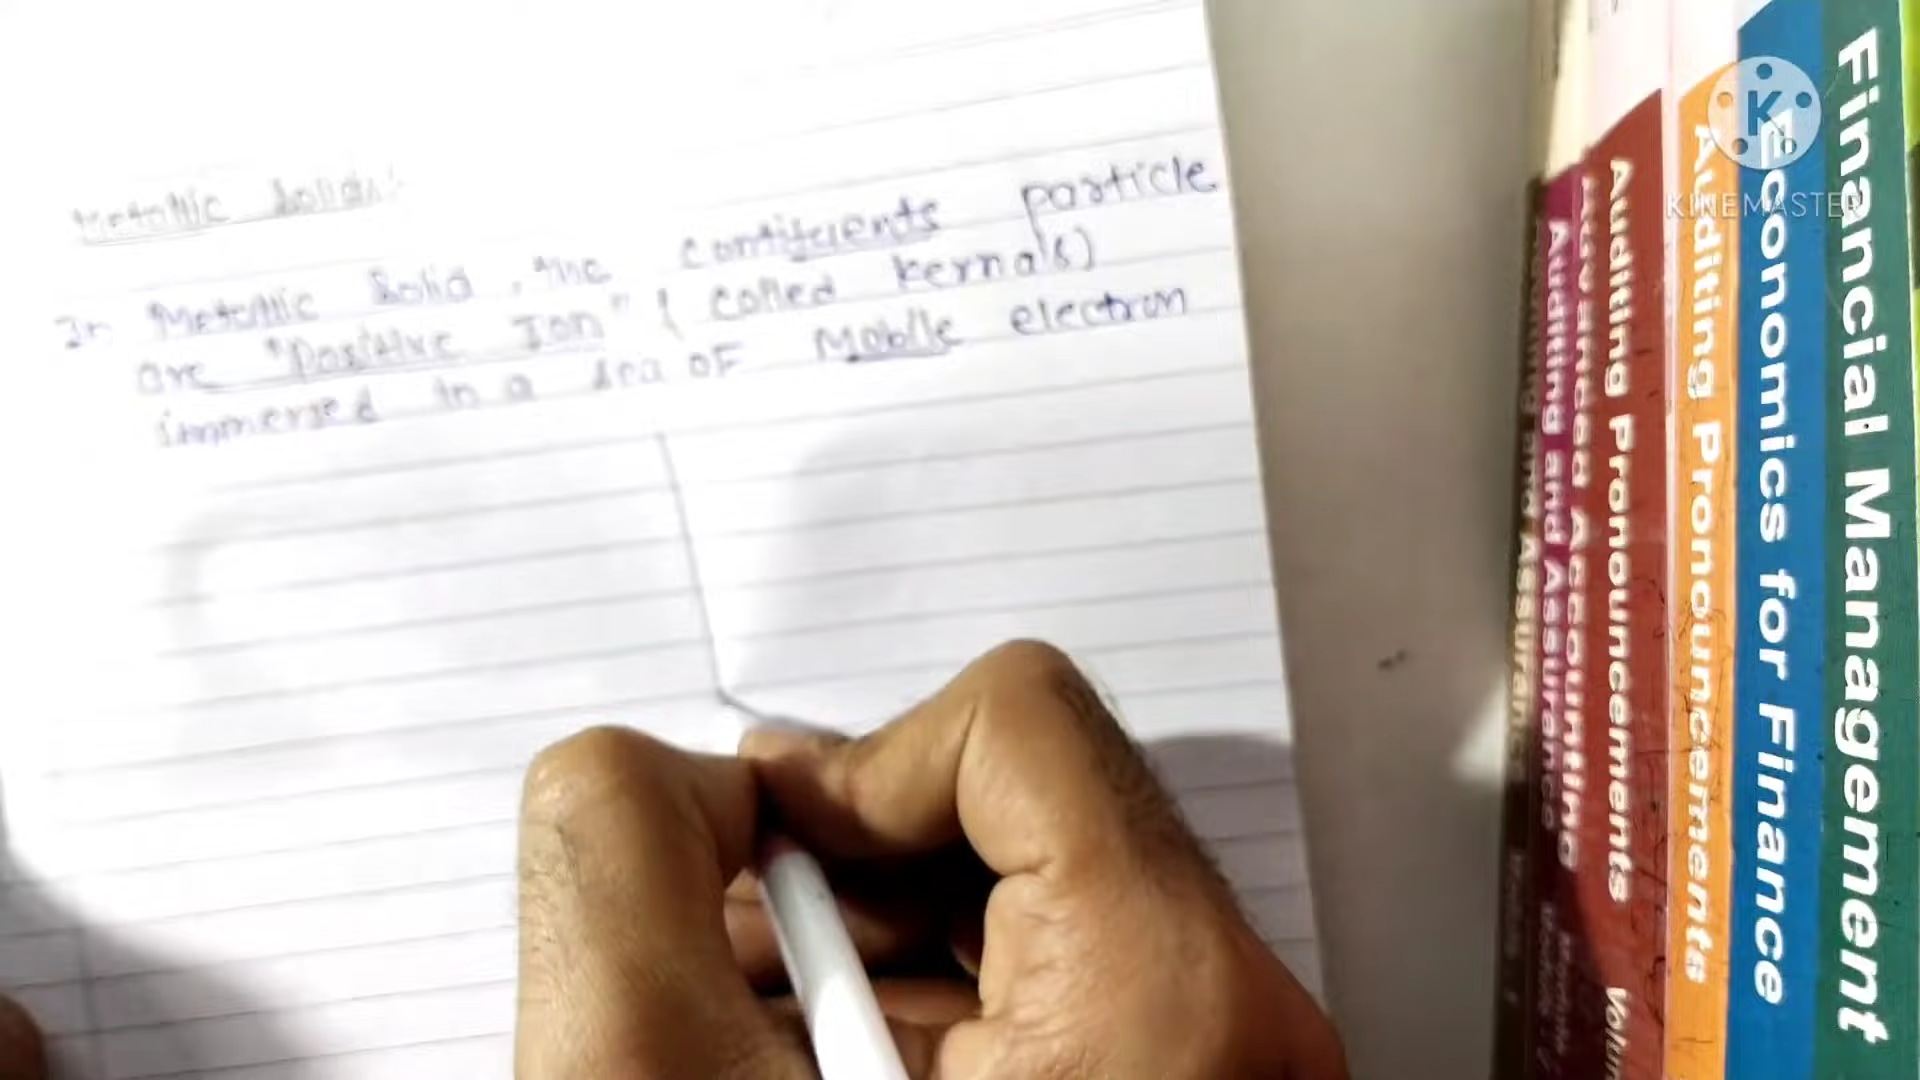 Metallic Solids:-
In Metallic Solid, the contituents particle
are "Positive Ion" ( called kernals)
immersed in a sea of Mobile electron
Financial Management
Economics for Finance
Auditing Pronouncements
Auditing Pronouncements
Advanced Accounting
Auditing and Assurance
K
KINEMASTER